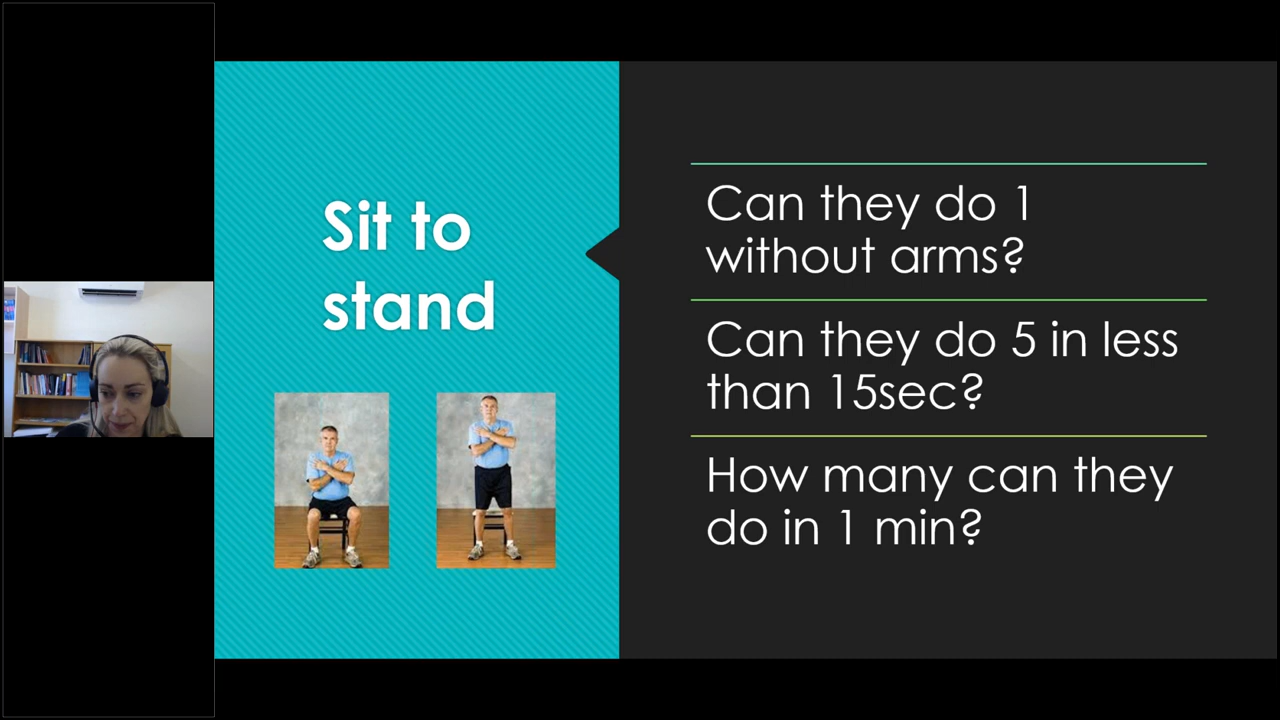 Sit to
stand
Can they do 1
without arms?
Can they do 5 in less
than 15sec?
How many can they
do in 1 min?